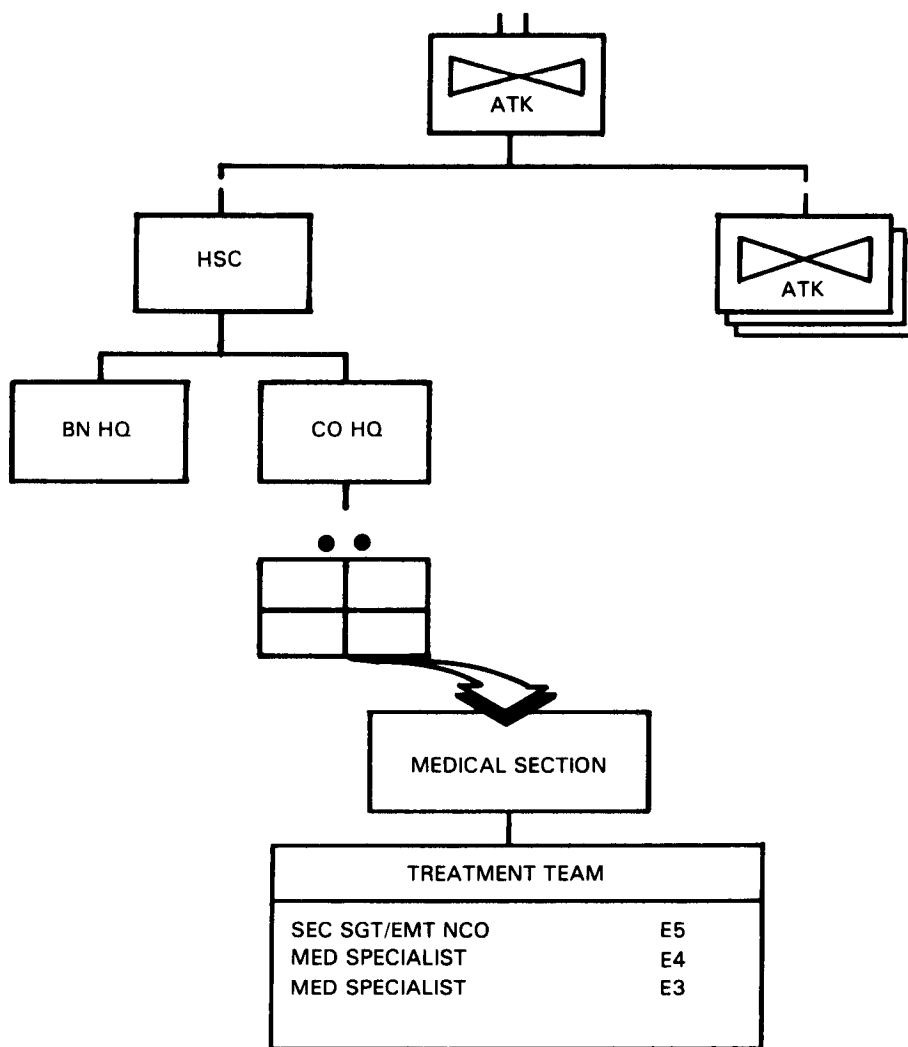 ATK
HSC
ATK
BN HQ
CO HQ
MEDICAL SECTION
TREATMENT TEAM
SEC SGT/EMT NCO E5
MED SPECIALIST E4
MED SPECIALIST E3